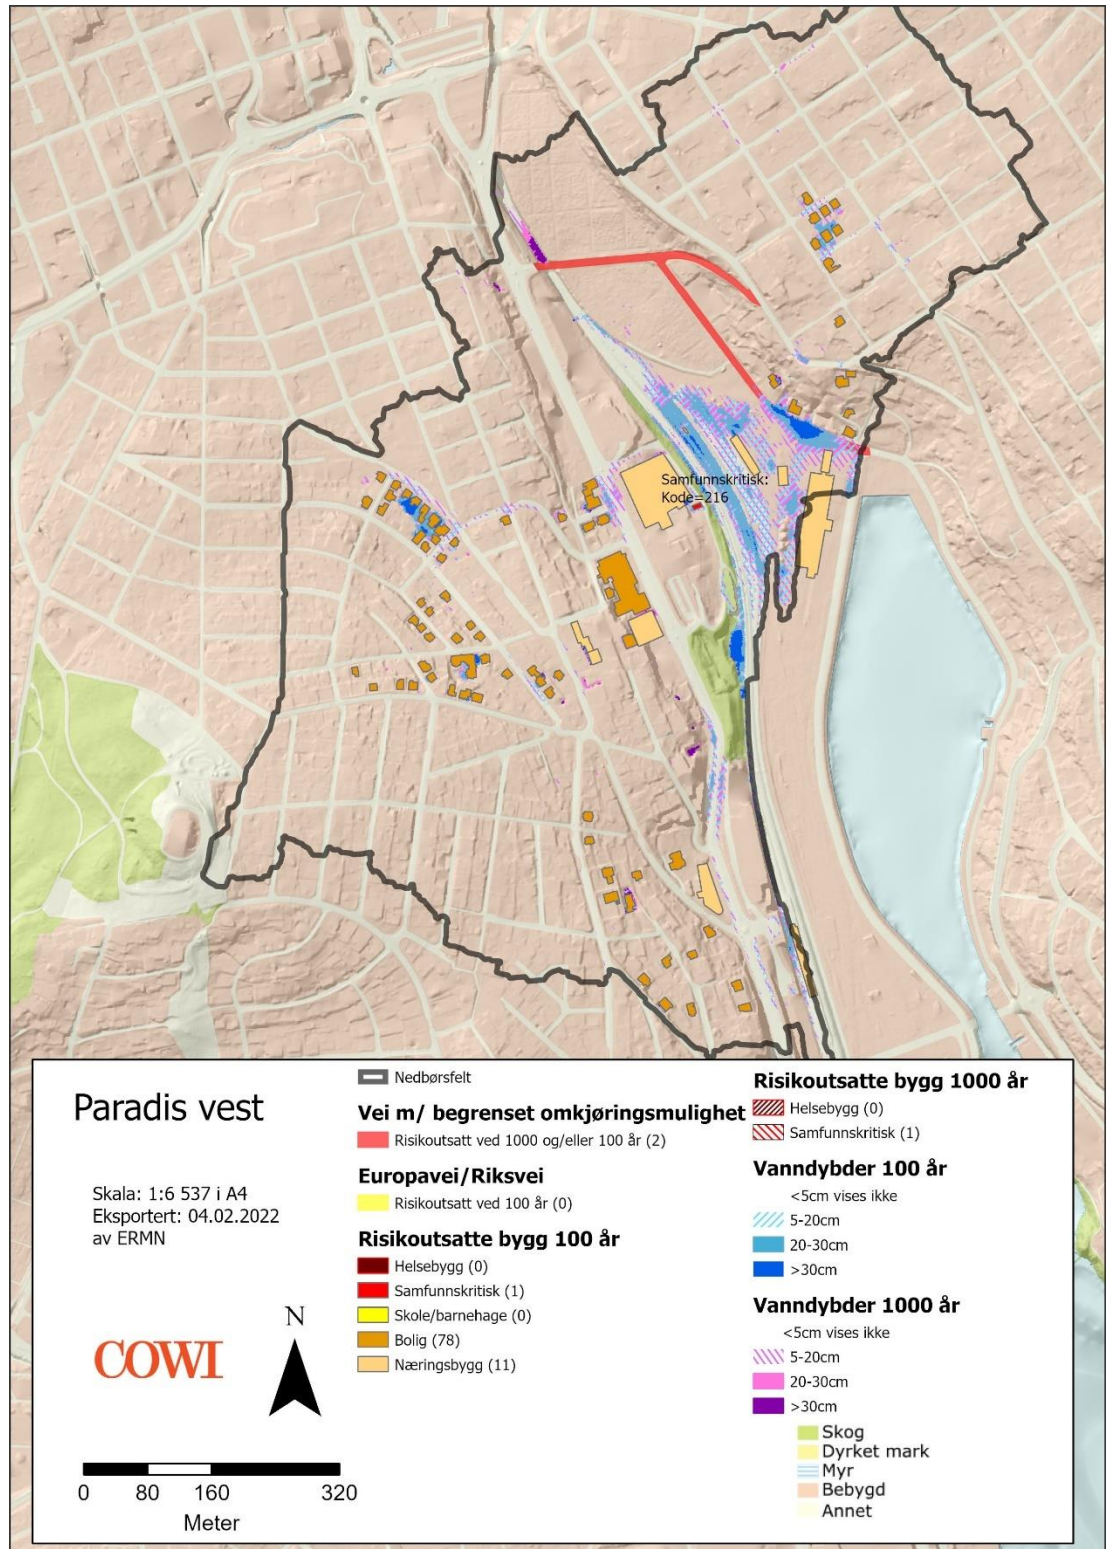 Samfunnskritisk:
Kode=216
Paradis vest
Skala: 1:6 537 i A4
Eksportert: 04.02.2022
av ERMN
COWI
N
0 80 160 320
Meter
Nedbørsfelt
Vei m/ begrenset omkjøringsmulighet
Risikoutsatt ved 1000 og/eller 100 år (2)
Europavei/Riksvei
Risikoutsatt ved 100 år (0)
Risikoutsatte bygg 100 år
Helsebygg (0)
Samfunnskritisk (1)
Skole/barnehage (0)
Bolig (78)
Næringsbygg (11)
Risikoutsatte bygg 1000 år
Helsebygg (0)
Samfunnskritisk (1)
Vanndybder 100 år
<5cm vises ikke
5-20cm
20-30cm
>30cm
Vanndybder 1000 år
<5cm vises ikke
5-20cm
20-30cm
>30cm
Skog
Dyrket mark
Myr
Bebygd
Annet